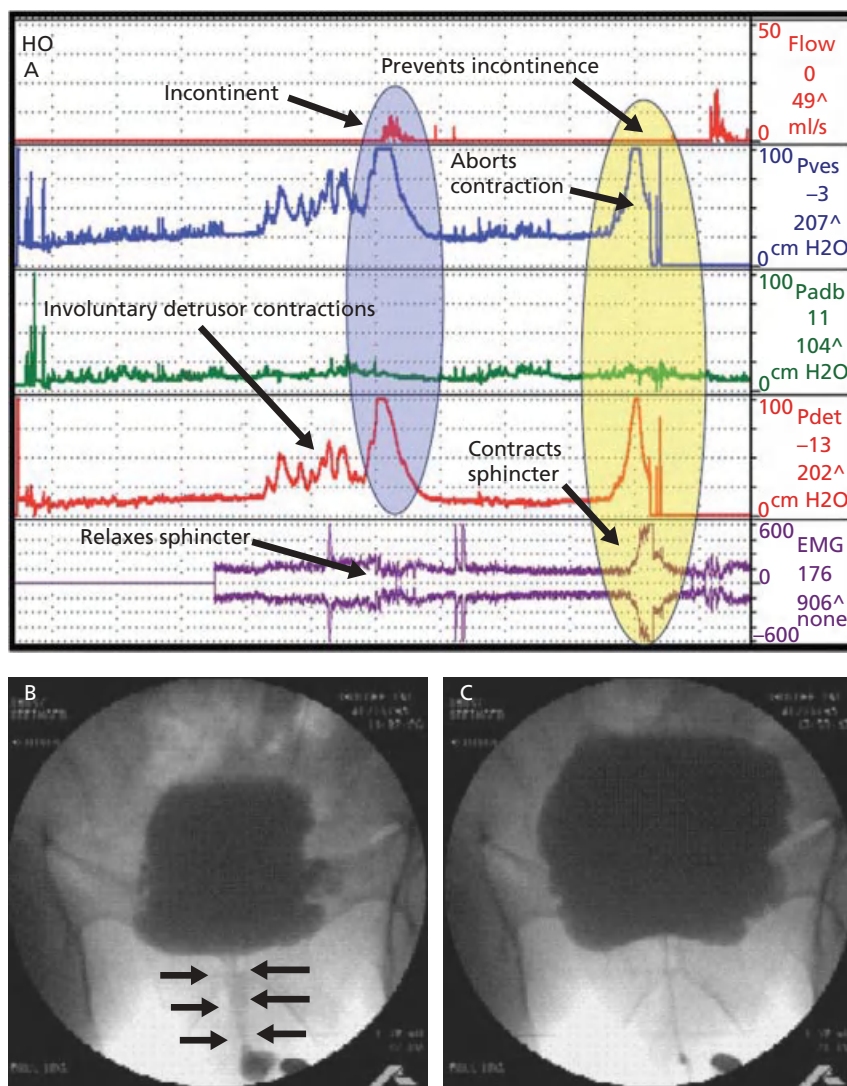 HO
A
Incontinent
Prevents incontinence
50
Flow
0
49^
0
ml/s
Aborts
contraction
100
Pves
–3
207^
0
cm H2O
Involuntary detrusor contractions
100
Padb
11
104^
0
cm H2O
Contracts
sphincter
100
Pdet
–13
202^
0
cm H2O
Relaxes sphincter
600
EMG
0
176
906^
none
–600
B
C